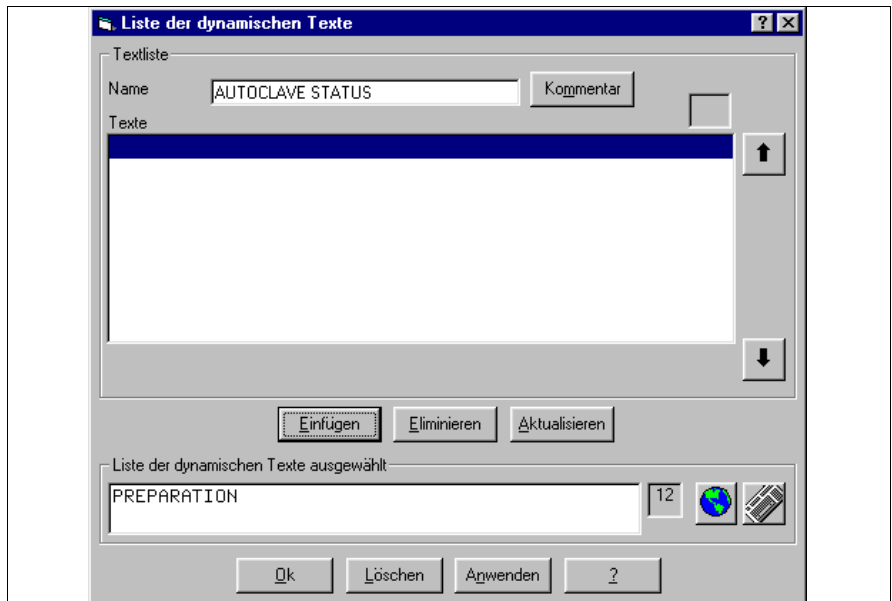 Liste der dynamischen Texte
? X
Textliste
Name AUTOCLAVE STATUS Kommentar
Texte
Einfügen Eliminieren Aktualisieren
Liste der dynamischen Texte ausgewählt
PREPARATION 12
Ok Löschen Anwenden ?